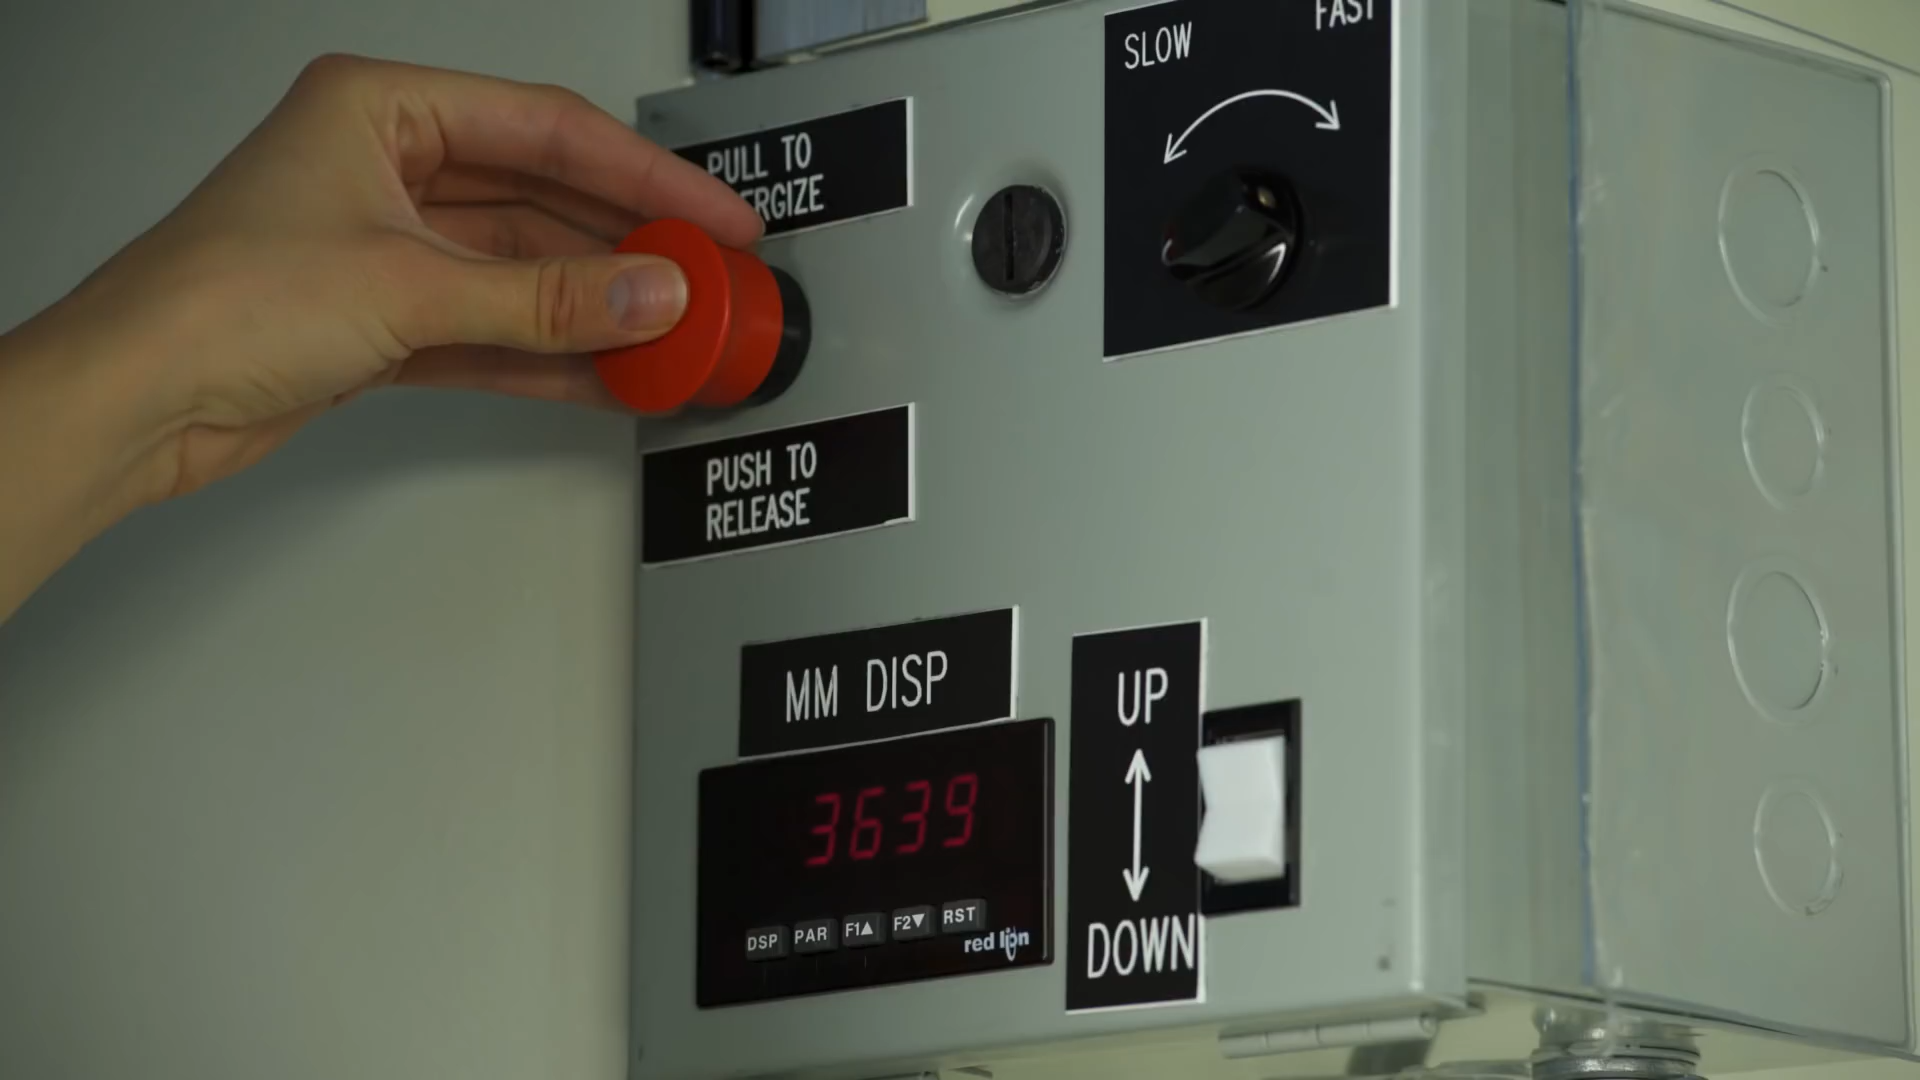 SLOW
FAST
PULL TO
ERGIZE
PUSH TO
RELEASE
MM DISP
3639
DSP PAR F1▲ F2▼ RST
red lion
UP
DOWN